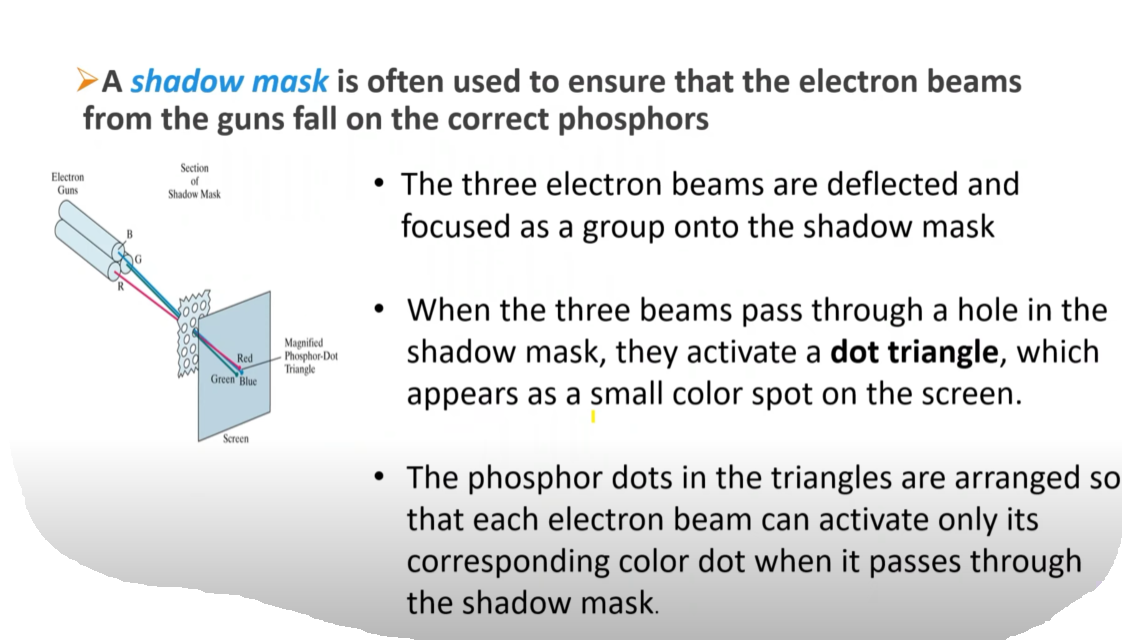 ➢A shadow mask is often used to ensure that the electron beams
from the guns fall on the correct phosphors
Electron
Guns
Section
of
Shadow Mask
B
G
R
Red
Green Blue
Magnified
Phosphor-Dot
Triangle
Screen
• The three electron beams are deflected and
focused as a group onto the shadow mask
• When the three beams pass through a hole in the
shadow mask, they activate a dot triangle, which
appears as a small color spot on the screen.
• The phosphor dots in the triangles are arranged so
that each electron beam can activate only its
corresponding color dot when it passes through
the shadow mask.